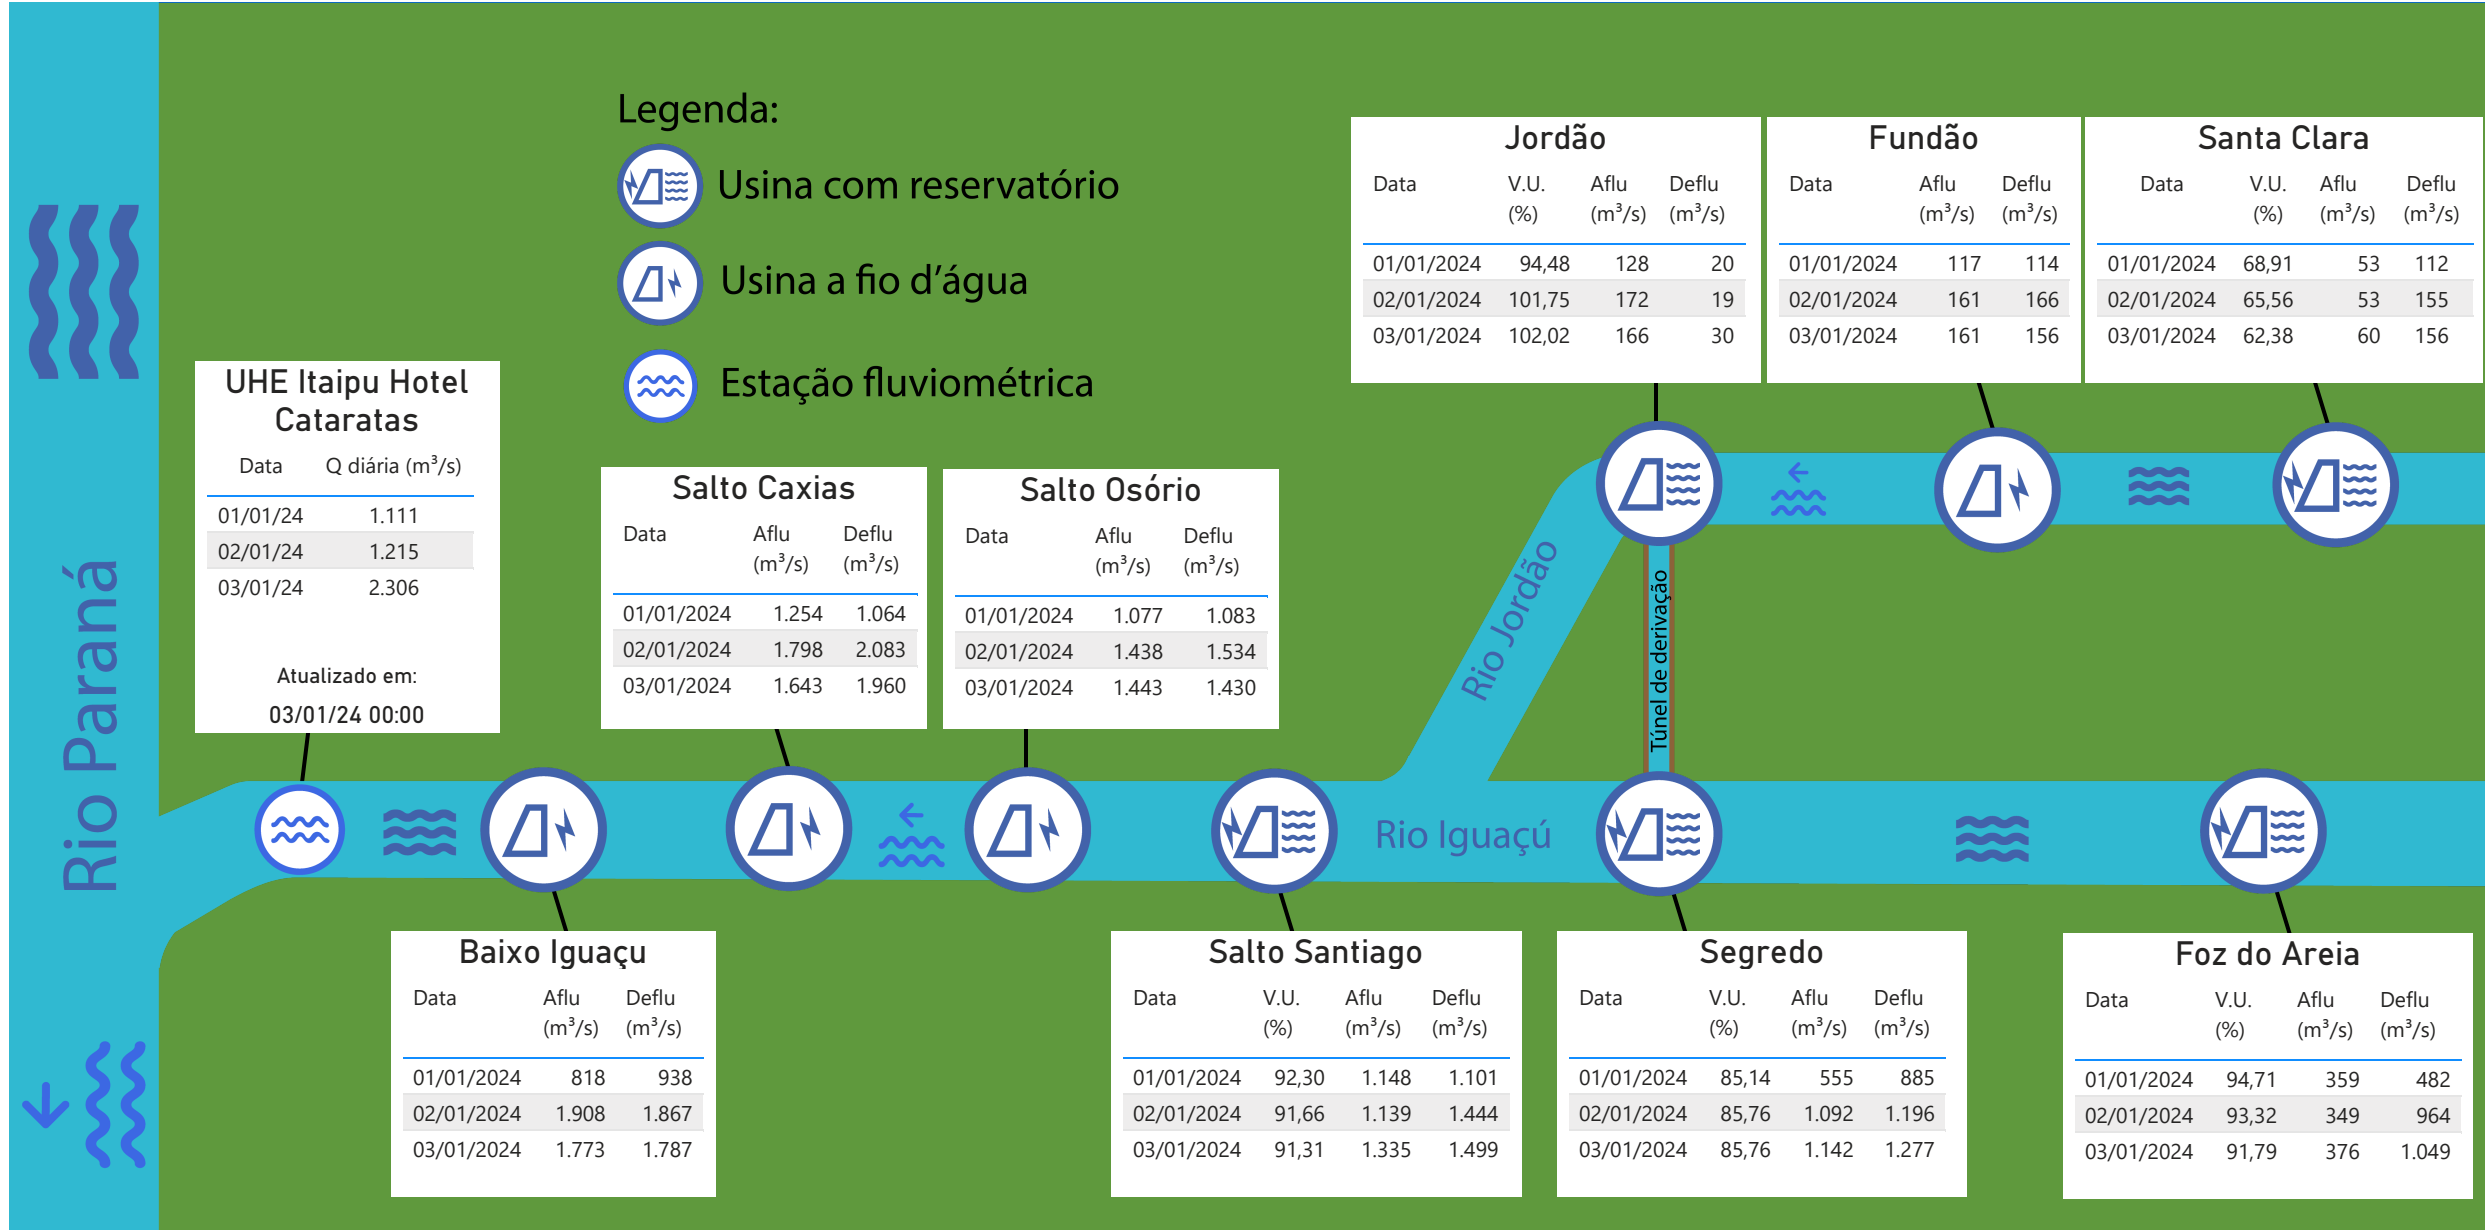 Legenda:
Usina com reservatório
Usina a fio d'água
Estação fluviométrica
Jordão
Data V.U. (%) Aflu (m³/s) Deflu (m³/s)
01/01/2024 94,48 128 20
02/01/2024 101,75 172 19
03/01/2024 102,02 166 30
Fundão
Data Aflu (m³/s) Deflu (m³/s)
01/01/2024 117 114
02/01/2024 161 166
03/01/2024 161 156
Santa Clara
Data V.U. (%) Aflu (m³/s) Deflu (m³/s)
01/01/2024 68,91 53 112
02/01/2024 65,56 53 155
03/01/2024 62,38 60 156
UHE Itaipu Hotel
Cataratas
Data Q diária (m³/s)
01/01/24 1.111
02/01/24 1.215
03/01/24 2.306
Atualizado em:
03/01/24 00:00
Salto Caxias
Data Aflu (m³/s) Deflu (m³/s)
01/01/2024 1.254 1.064
02/01/2024 1.798 2.083
03/01/2024 1.643 1.960
Salto Osório
Data Aflu (m³/s) Deflu (m³/s)
01/01/2024 1.077 1.083
02/01/2024 1.438 1.534
03/01/2024 1.443 1.430
Rio Paraná
Rio Jordão
Túnel de derivação
Rio Iguaçú
Baixo Iguaçu
Data Aflu (m³/s) Deflu (m³/s)
01/01/2024 818 938
02/01/2024 1.908 1.867
03/01/2024 1.773 1.787
Salto Santiago
Data V.U. (%) Aflu (m³/s) Deflu (m³/s)
01/01/2024 92,30 1.148 1.101
02/01/2024 91,66 1.139 1.444
03/01/2024 91,31 1.335 1.499
Segredo
Data V.U. (%) Aflu (m³/s) Deflu (m³/s)
01/01/2024 85,14 555 885
02/01/2024 85,76 1.092 1.196
03/01/2024 85,76 1.142 1.277
Foz do Areia
Data V.U. (%) Aflu (m³/s) Deflu (m³/s)
01/01/2024 94,71 359 482
02/01/2024 93,32 349 964
03/01/2024 91,79 376 1.049